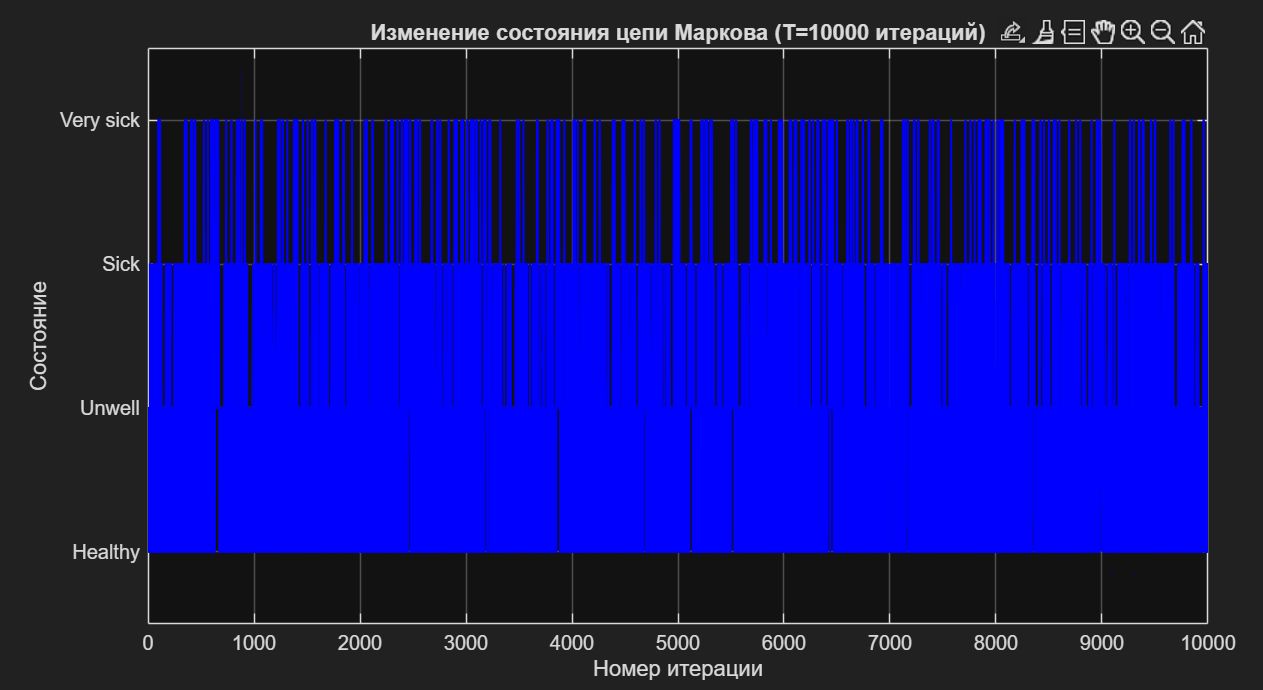 Изменение состояния цепи Маркова (T=10000 итераций)
Very sick
Sick
Unwell
Healthy
Состояние
0 1000 2000 3000 4000 5000 6000 7000 8000 9000 10000
Номер итерации